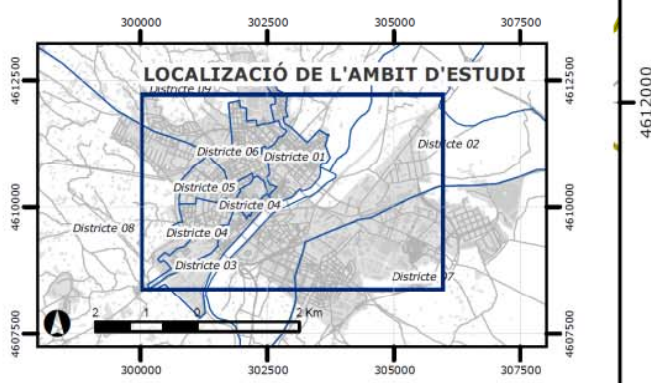 300000 302500 305000 307500
LOCALIZACIÓ DE L'AMBIT D'ESTUDI
4612500 4612500
4612000
Districte 09
Districte 02
Districte 06
Districte 01
Districte 05
4610000 4610000
Districte 04
Districte 08
Districte 04
Districte 03
Districte 07
2 1 0 2 Km
4607500 4607500
300000 302500 305000 307500